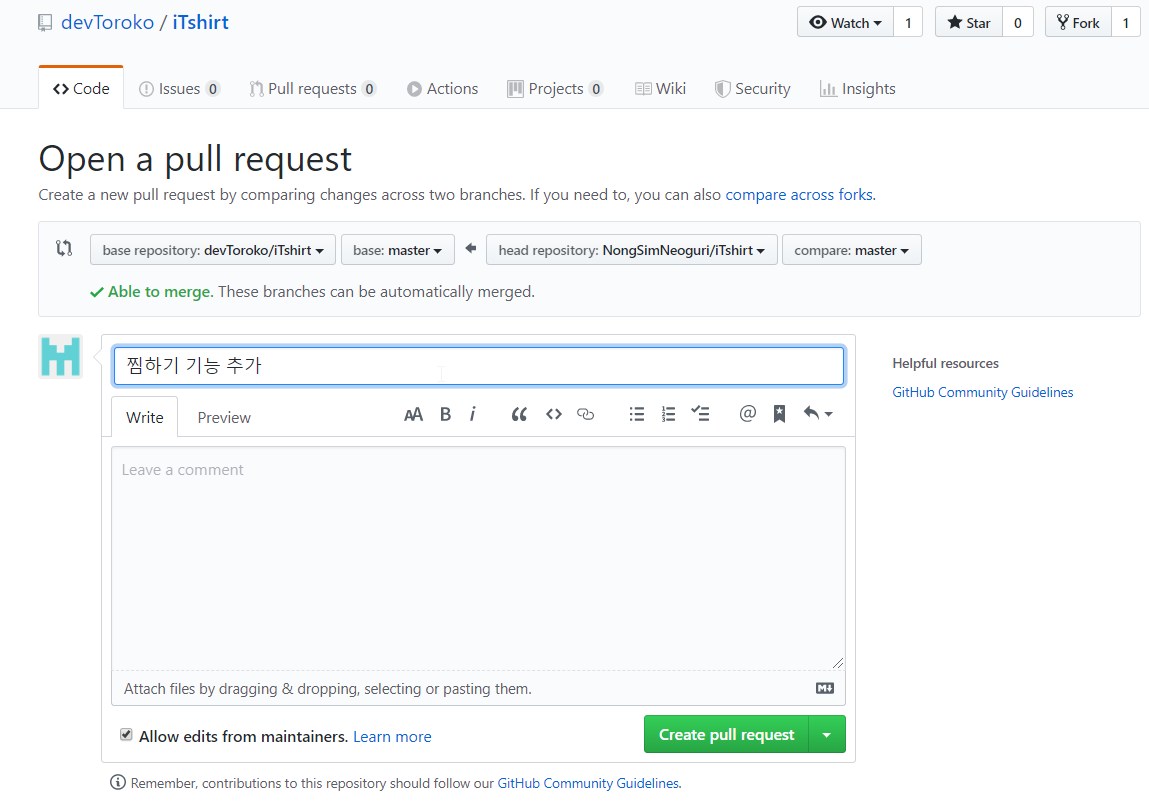 devToroko / iTshirt
Watch 1 Star 0 Fork 1
Code Issues 0 Pull requests 0 Actions Projects 0 Wiki Security Insights
Open a pull request
Create a new pull request by comparing changes across two branches. If you need to, you can also compare across forks.
base repository: devToroko/iTshirt base: master head repository: NongSimNeoguri/iTshirt compare: master
Able to merge. These branches can be automatically merged.
찜하기 기능 추가
Helpful resources
GitHub Community Guidelines
Write Preview AA B i
Leave a comment
Attach files by dragging & dropping, selecting or pasting them.
Allow edits from maintainers. Learn more
Create pull request
Remember, contributions to this repository should follow our GitHub Community Guidelines.